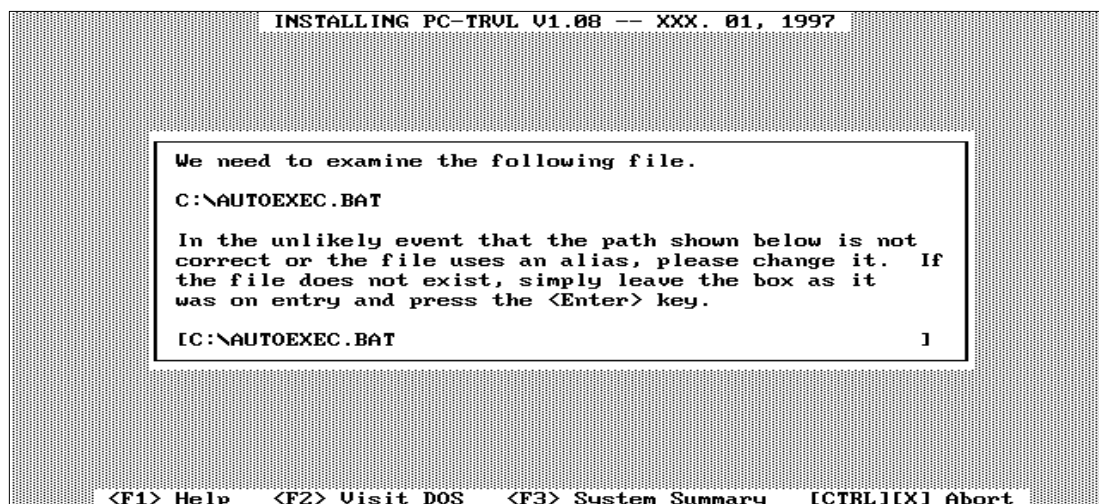 INSTALLING PC-TRVL V1.08 -- XXX. 01, 1997
We need to examine the following file.
C:\AUTOEXEC.BAT
In the unlikely event that the path shown below is not
correct or the file uses an alias, please change it.  If
the file does not exist, simply leave the box as it
was on entry and press the <Enter> key.
[C:\AUTOEXEC.BAT                                        ]
<F1> Help   <F2> Visit DOS   <F3> System Summary   [CTRL][X] Abort